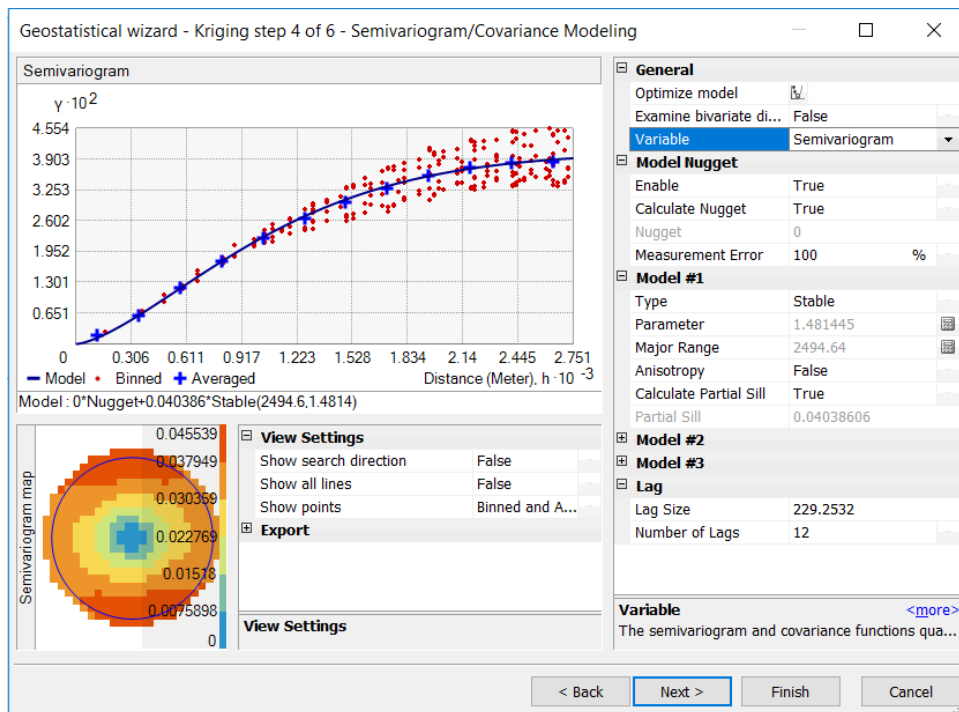 Geostatistical wizard - Kriging step 4 of 6 - Semivariogram/Covariance Modeling
Semivariogram
γ·10 2
4.554
3.903
3.253
2.602
1.952
1.301
0.651
0 0.306 0.611 0.917 1.223 1.528 1.834 2.14 2.445 2.751
Model Binned Averaged Distance (Meter), h·10 -3
Model : 0*Nugget+0.040386*Stable(2494.6,1.4814)
Semivariogram map
0.045539
0.037949
0.030359
0.022769
0.01518
0.0075898
0
View Settings
Show search direction False
Show all lines False
Show points Binned and A...
Export
View Settings
General
Optimize model
Examine bivariate di... False
Variable Semivariogram
Model Nugget
Enable True
Calculate Nugget True
Nugget 0
Measurement Error 100 %
Model #1
Type Stable
Parameter 1.481445
Major Range 2494.64
Anisotropy False
Calculate Partial Sill True
Partial Sill 0.04038606
Model #2
Model #3
Lag
Lag Size 229.2532
Number of Lags 12
Variable <more>
The semivariogram and covariance functions qua...
< Back Next > Finish Cancel